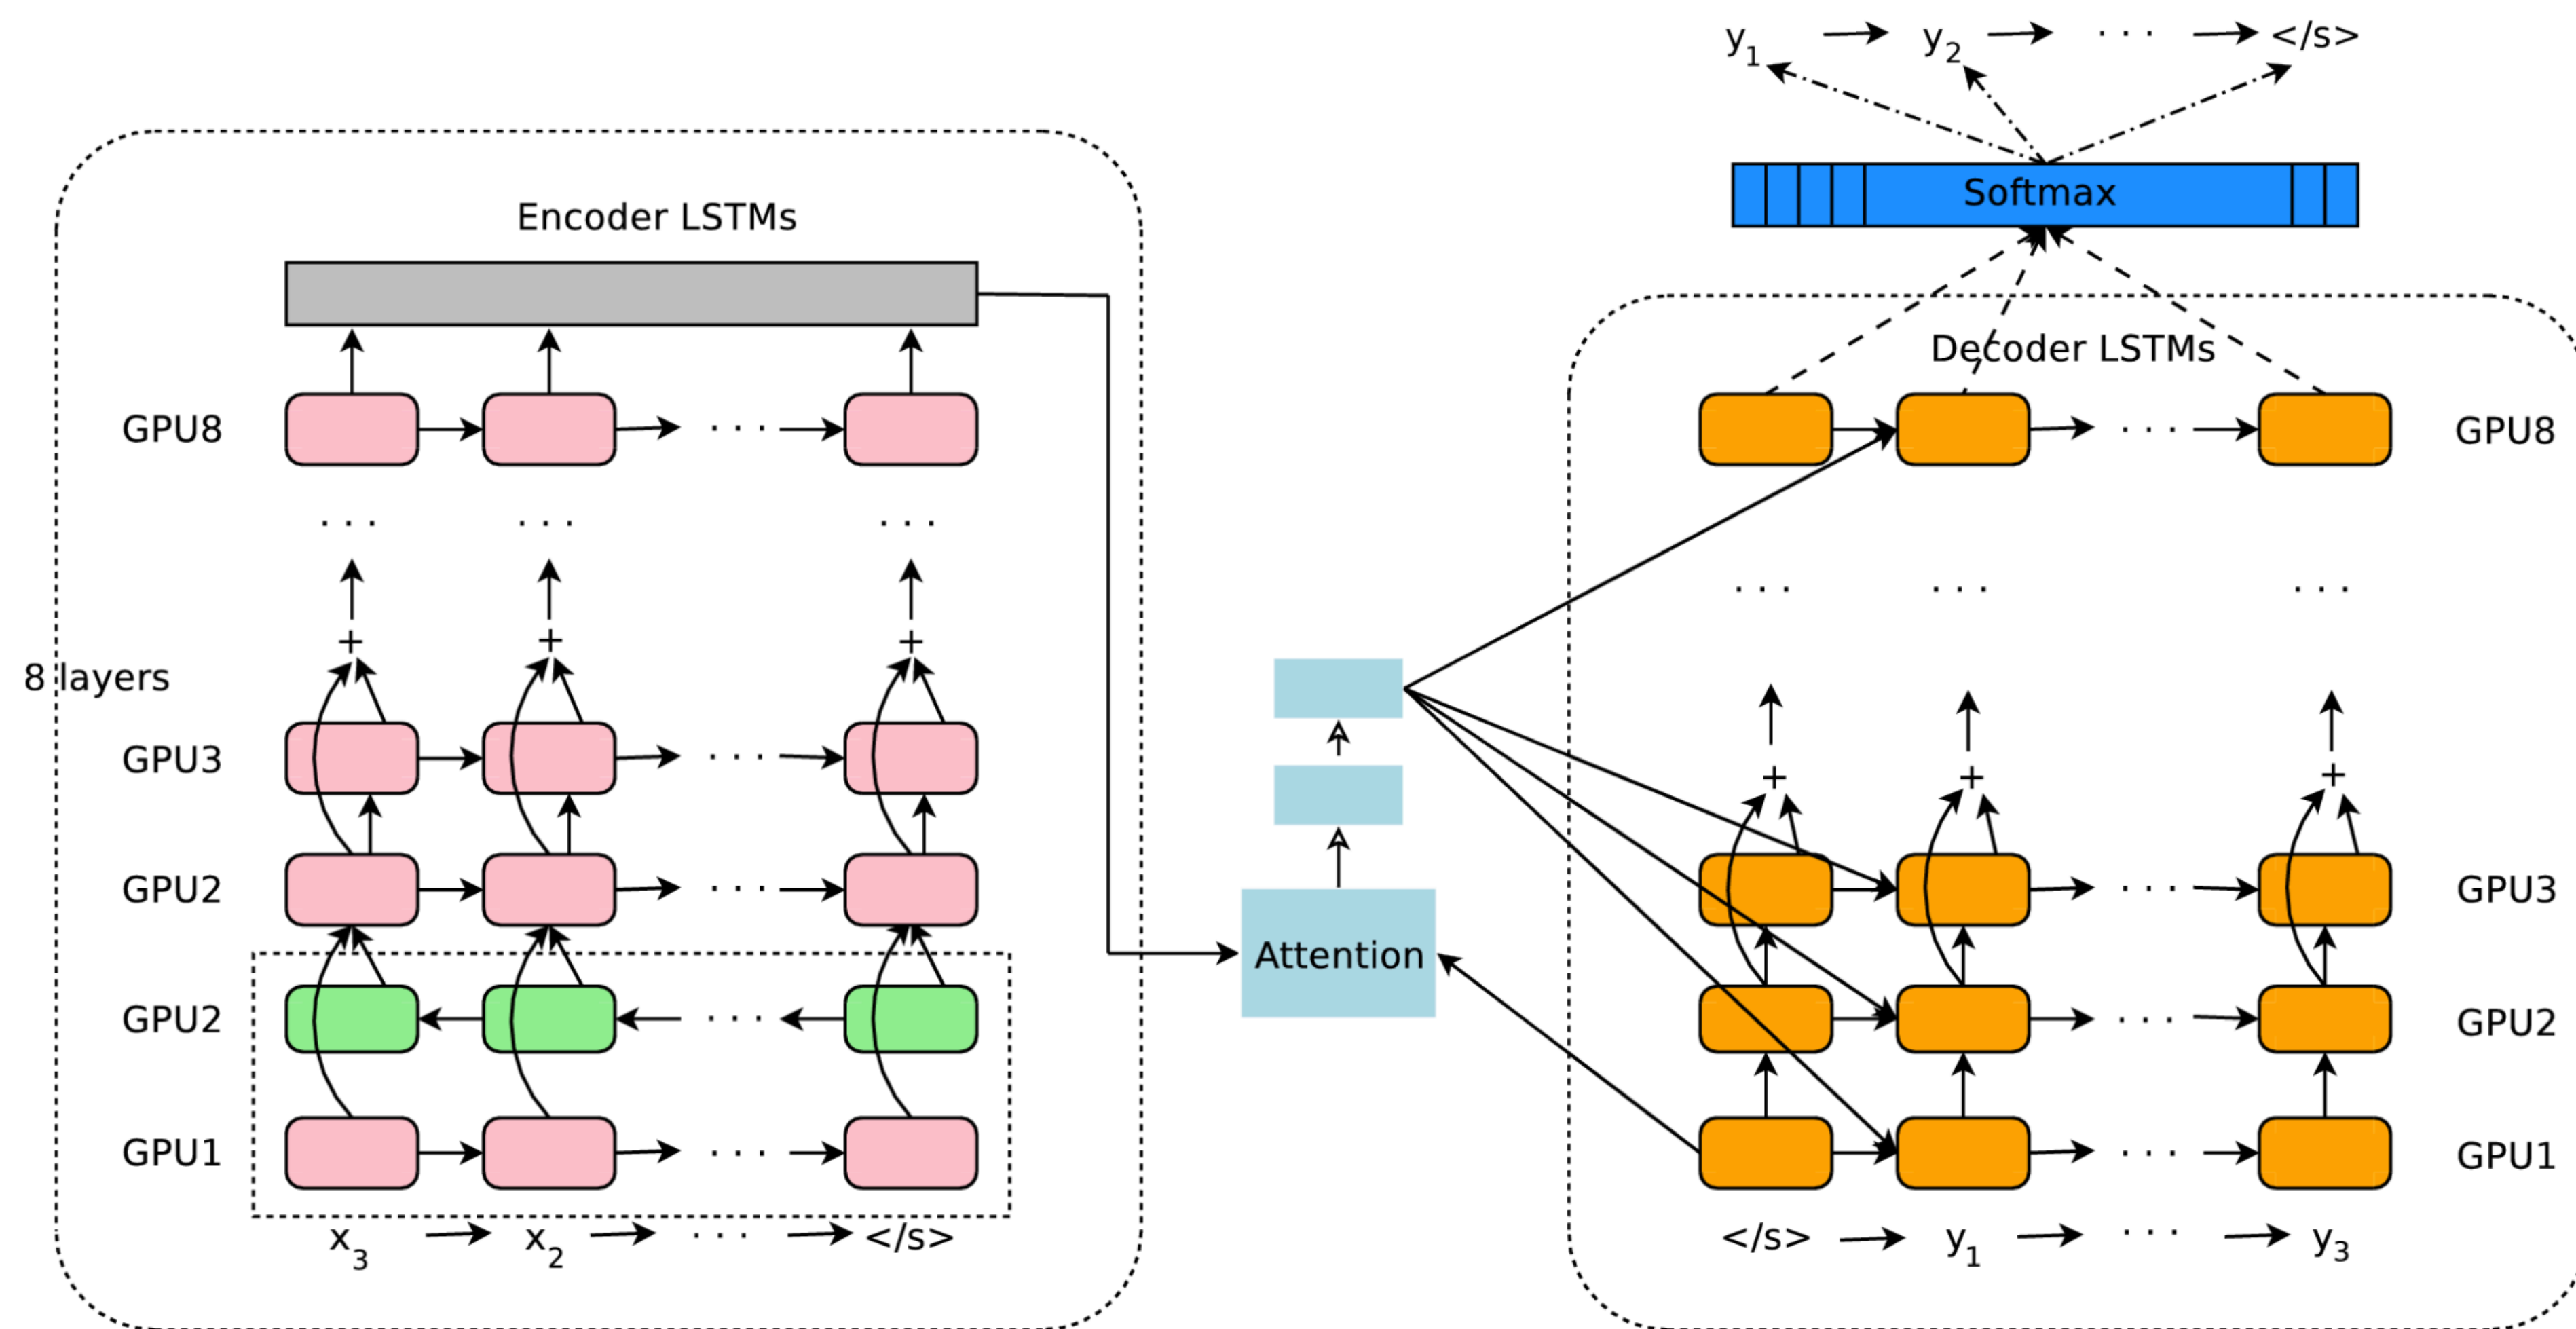 y1 → y2 → · · · → </s>
Softmax
Encoder LSTMs
Decoder LSTMs
GPU8 · · · · · · GPU8
· · · · · · · · ·
· · · · · · · · ·
+ + +
8 layers
GPU3 · · ·
+ + +
GPU2 · · · · · · GPU3
Attention
GPU2 · · · · · · GPU2
GPU1 · · · · · · GPU1
x3 → x2 → · · · → </s>
</s> → y1 → · · · → y3